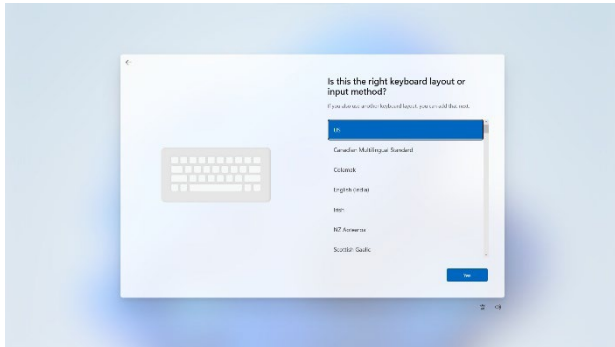 Is this the right keyboard layout or
input method?
If you also use another keyboard layout, you can add that next.
US
Canadian Multilingual Standard
Colemak
English (India)
Irish
NZ Aotearoa
Scottish Gaelic
Yes